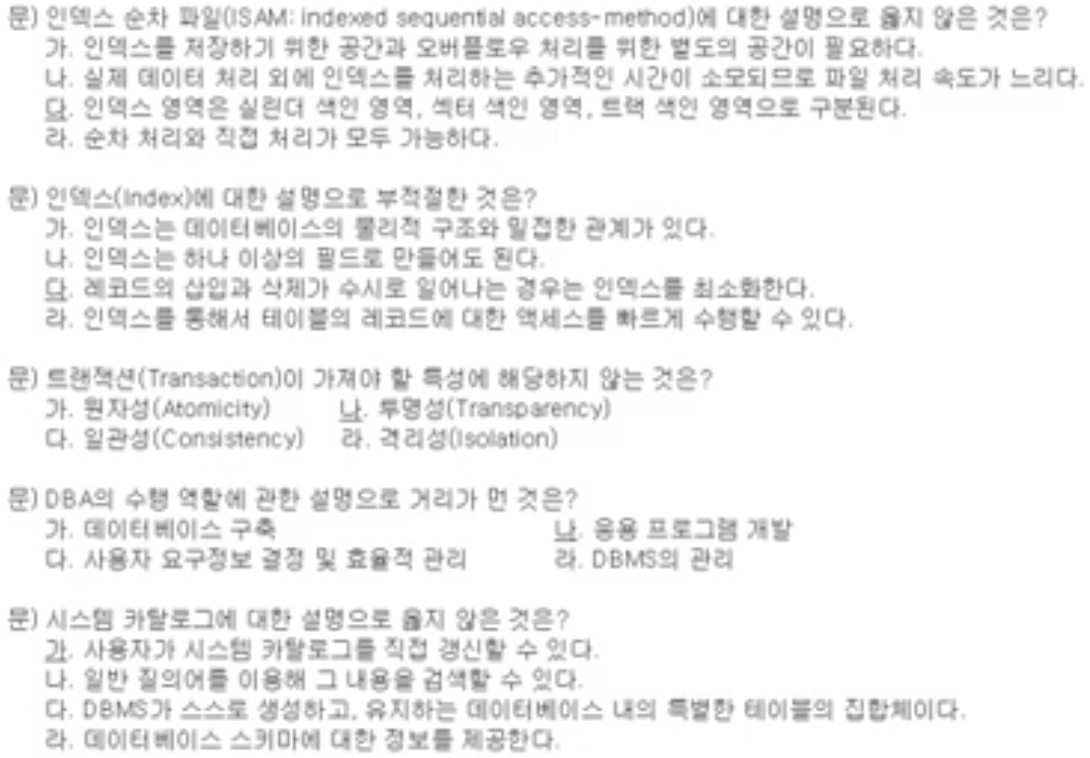 문) 인덱스 순차 파일(ISAM: indexed sequential access-method)에 대한 설명으로 옳지 않은 것은?
가. 인덱스를 저장하기 위한 공간과 오버플로우 처리를 위한 별도의 공간이 필요하다.
나. 실제 데이터 처리 외에 인덱스를 처리하는 추가적인 시간이 소모되므로 파일 처리 속도가 느리다.
다. 인덱스 영역은 실린더 색인 영역, 섹터 색인 영역, 트랙 색인 영역으로 구분된다.
라. 순차 처리와 직접 처리가 모두 가능하다.
문) 인덱스(Index)에 대한 설명으로 부적절한 것은?
가. 인덱스는 데이터베이스의 물리적 구조와 밀접한 관계가 있다.
나. 인덱스는 하나 이상의 필드로 만들어도 된다.
다. 레코드의 삽입과 삭제가 수시로 일어나는 경우는 인덱스를 최소화한다.
라. 인덱스를 통해서 테이블의 레코드에 대한 액세스를 빠르게 수행할 수 있다.
문) 트랜잭션(Transaction)이 가져야 할 특성에 해당하지 않는 것은?
가. 원자성(Atomicity) 나. 투명성(Transparency)
다. 일관성(Consistency) 라. 격리성(Isolation)
문) DBA의 수행 역할에 관한 설명으로 거리가 먼 것은?
가. 데이터베이스 구축 나. 응용 프로그램 개발
다. 사용자 요구정보 결정 및 효율적 관리 라. DBMS의 관리
문) 시스템 카탈로그에 대한 설명으로 옳지 않은 것은?
가. 사용자가 시스템 카탈로그를 직접 갱신할 수 있다.
나. 일반 질의어를 이용해 그 내용을 검색할 수 있다.
다. DBMS가 스스로 생성하고, 유지하는 데이터베이스 내의 특별한 테이블의 집합체이다.
라. 데이터베이스 스키마에 대한 정보를 제공한다.